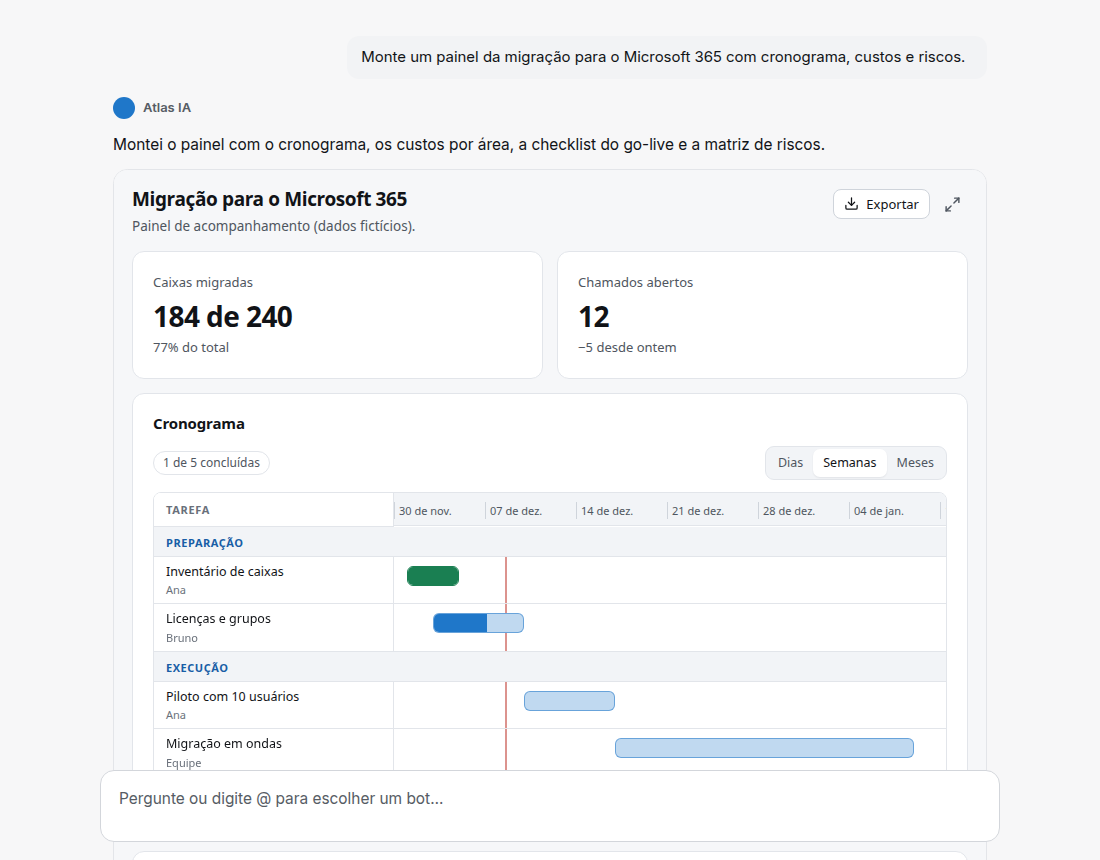 Monte um painel da migração para o Microsoft 365 com cronograma, custos e riscos.
Atlas IA
Montei o painel com o cronograma, os custos por área, a checklist do go-live e a matriz de riscos.
Migração para o Microsoft 365
Exportar
Painel de acompanhamento (dados fictícios).
Caixas migradas
184 de 240
77% do total
Chamados abertos
12
−5 desde ontem
Cronograma
1 de 5 concluídas
Dias Semanas Meses
TAREFA 30 de nov. 07 de dez. 14 de dez. 21 de dez. 28 de dez. 04 de jan.
PREPARAÇÃO
Inventário de caixas
Ana
Licenças e grupos
Bruno
EXECUÇÃO
Piloto com 10 usuários
Ana
Migração em ondas
Equipe
Pergunte ou digite @ para escolher um bot...